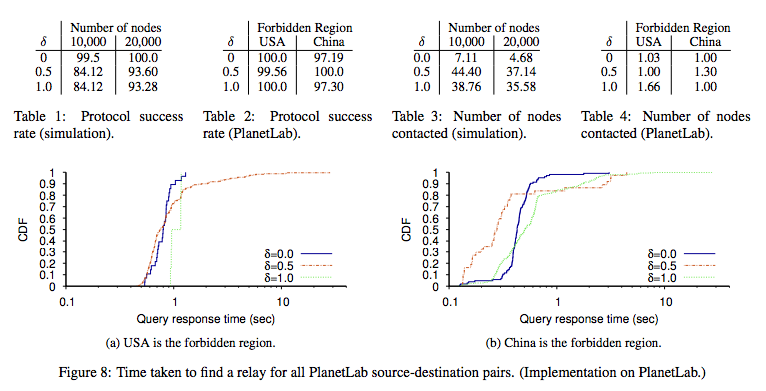 Number of nodes
δ 10,000 20,000
0 99.5 100.0
0.5 84.12 93.60
1.0 84.12 93.28
Table 1: Protocol success
rate (simulation).
Forbidden Region
δ USA China
0 100.0 97.19
0.5 99.56 100.0
1.0 100.0 97.30
Table 2: Protocol success
rate (PlanetLab).
Number of nodes
δ 10,000 20,000
0.0 7.11 4.68
0.5 44.40 37.14
1.0 38.76 35.58
Table 3: Number of nodes
contacted (simulation).
Forbidden Region
δ USA China
0 1.03 1.00
0.5 1.00 1.30
1.0 1.66 1.00
Table 4: Number of nodes
contacted (PlanetLab).
CDF
1
0.9
0.8
0.7
0.6
0.5
0.4
0.3
0.2
0.1
0
δ=0.0
δ=0.5
δ=1.0
0.1 1 10
Query response time (sec)
(a) USA is the forbidden region.
CDF
1
0.9
0.8
0.7
0.6
0.5
0.4
0.3
0.2
0.1
0
δ=0.0
δ=0.5
δ=1.0
0.1 1 10
Query response time (sec)
(b) China is the forbidden region.
Figure 8: Time taken to find a relay for all PlanetLab source-destination pairs. (Implementation on PlanetLab.)